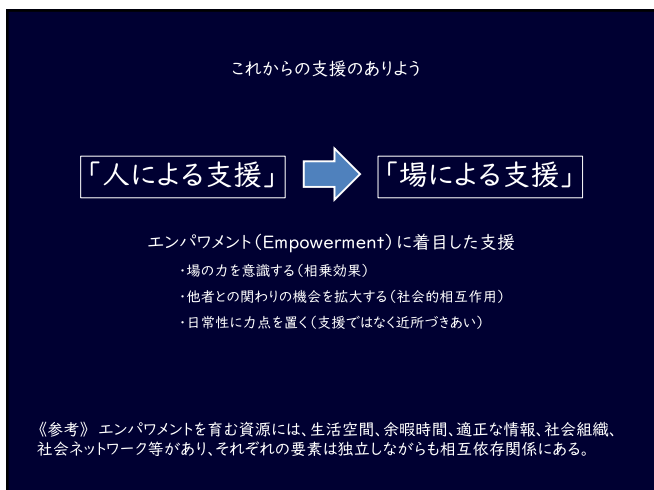 これからの支援のありよう
「人による支援」
「場による支援」
エンパワメント(Empowerment)に着目した支援
・場の力を意識する(相乗効果)
・他者との関わりの機会を拡大する(社会的相互作用)
・日常性に力点を置く(支援ではなく近所づきあい)
《参考》 エンパワメントを育む資源には、生活空間、余暇時間、適正な情報、社会組織、
社会ネットワーク等があり、それぞれの要素は独立しながらも相互依存関係にある。